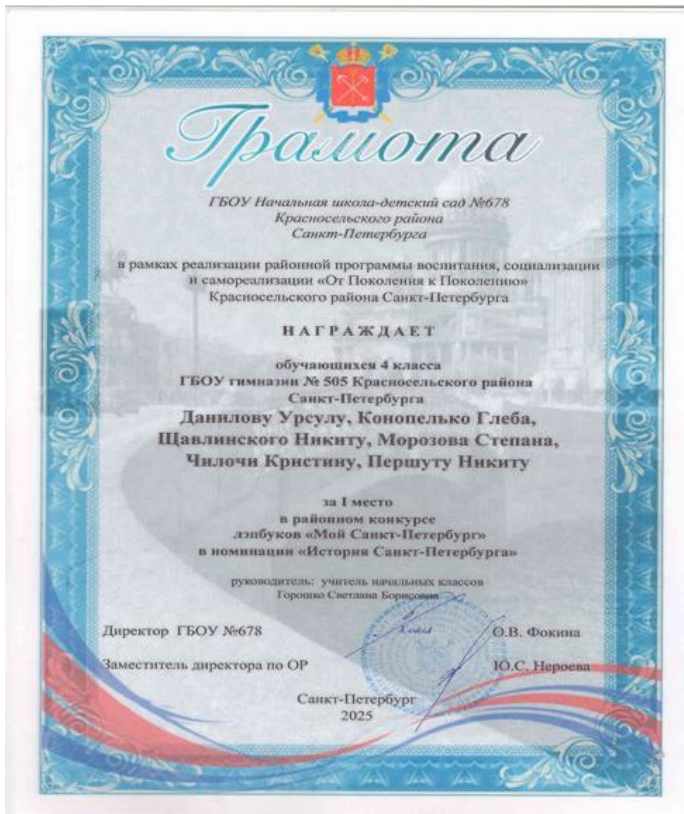 Грамота
ГБОУ Начальная школа-детский сад №678
Красносельского района
Санкт-Петербурга
в рамках реализации районной программы воспитания, социализации
и самореализации «От Поколения к Поколению»
Красносельского района Санкт-Петербурга
НАГРАЖДАЕТ
обучающихся 4 класса
ГБОУ гимназии № 505 Красносельского района
Санкт-Петербурга
Данилову Урсулу, Конопелько Глеба,
Щавлинского Никиту, Морозова Степана,
Чилочи Кристину, Першуту Никиту
за I место
в районном конкурсе
лэпбуков «Мой Санкт-Петербург»
в номинации «История Санкт-Петербурга»
руководитель: учитель начальных классов
Горошко Светлана Борисовна
Директор ГБОУ №678 О.В. Фокина
Заместитель директора по ОР Ю.С. Нероева
Санкт-Петербург
2025